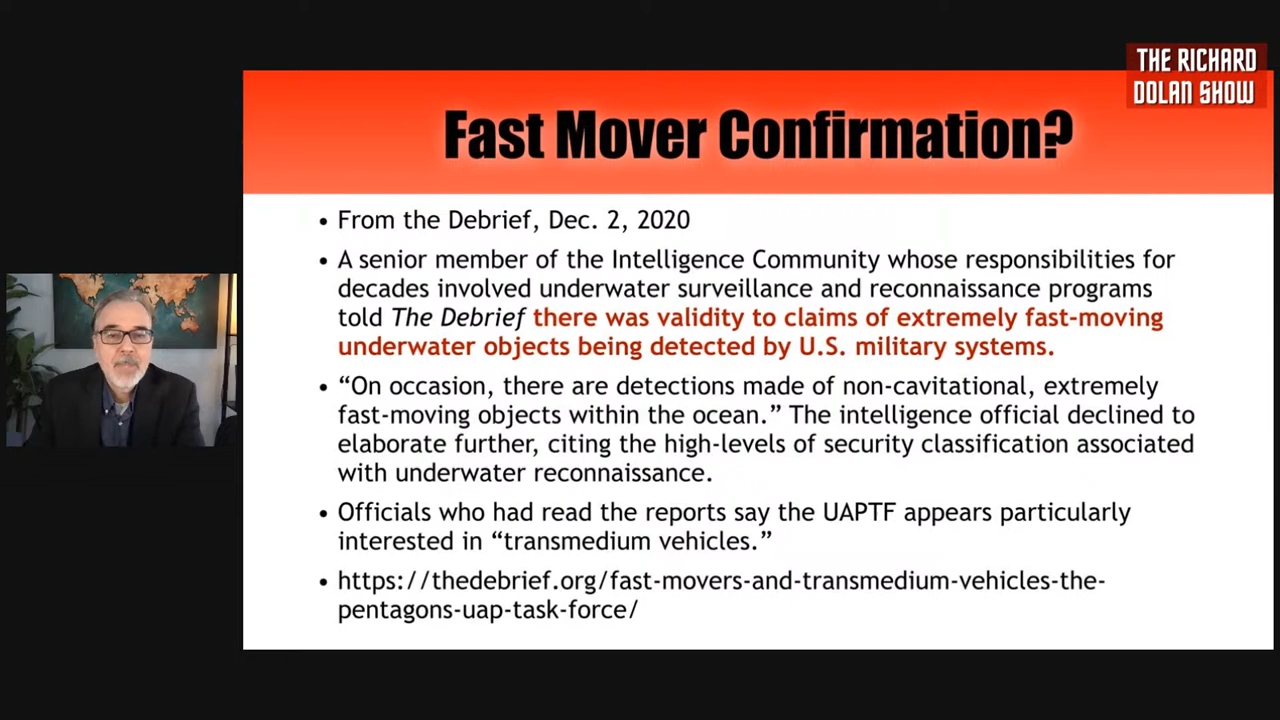 THE RICHARD
DOLAN SHOW
Fast Mover Confirmation?
• From the Debrief, Dec. 2, 2020
• A senior member of the Intelligence Community whose responsibilities for
decades involved underwater surveillance and reconnaissance programs
told The Debrief there was validity to claims of extremely fast-moving
underwater objects being detected by U.S. military systems.
• “On occasion, there are detections made of non-cavitational, extremely
fast-moving objects within the ocean.” The intelligence official declined to
elaborate further, citing the high-levels of security classification associated
with underwater reconnaissance.
• Officials who had read the reports say the UAPTF appears particularly
interested in “transmedium vehicles.”
• https://thedebrief.org/fast-movers-and-transmedium-vehicles-the-
pentagons-uap-task-force/